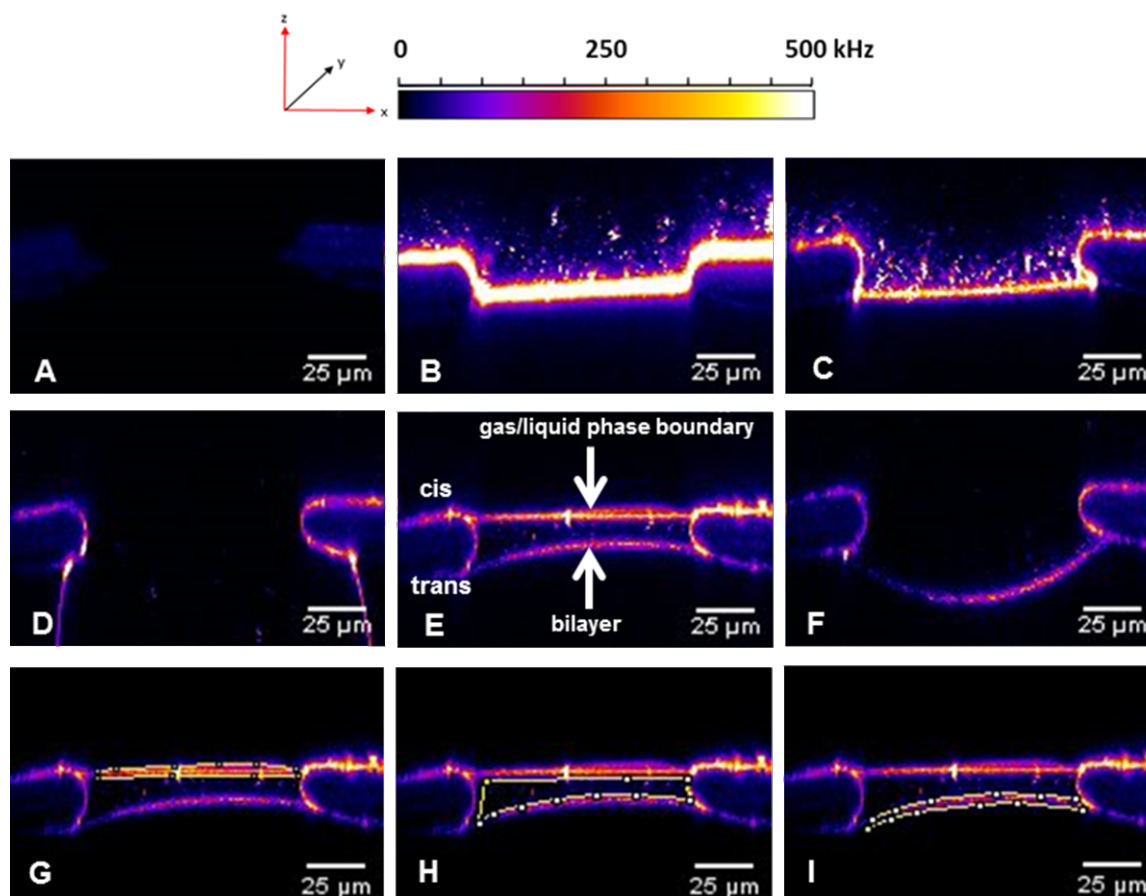 z
y
x
0 250 500 kHz
A 25 µm
B 25 µm
C 25 µm
D 25 µm
gas/liquid phase boundary
cis
trans
bilayer
E 25 µm
F 25 µm
G 25 µm
H 25 µm
I 25 µm